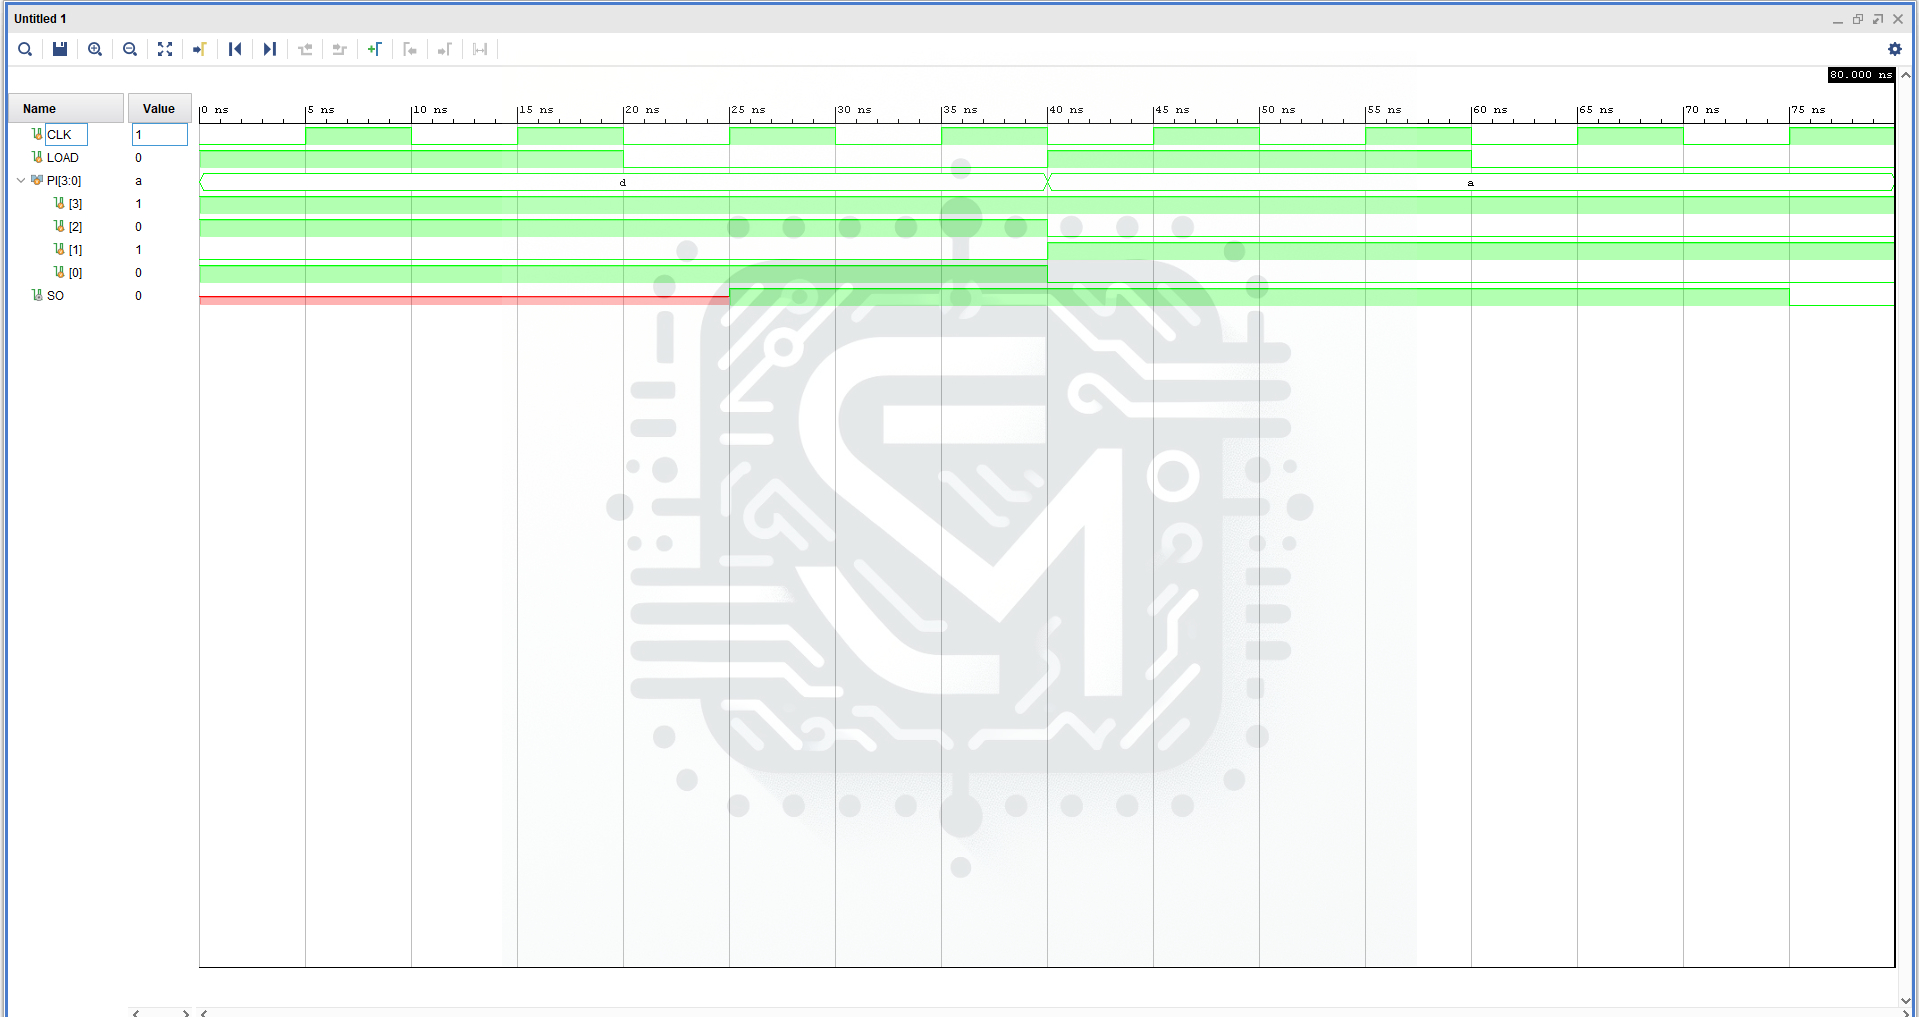 Untitled 1
80.000 ns
Name Value 0 ns 5 ns 10 ns 15 ns 20 ns 25 ns 30 ns 35 ns 40 ns 45 ns 50 ns 55 ns 60 ns 65 ns 70 ns 75 ns
CLK 1
LOAD 0
PI[3:0] a d a
[3] 1
[2] 0
[1] 1
[0] 0
SO 0